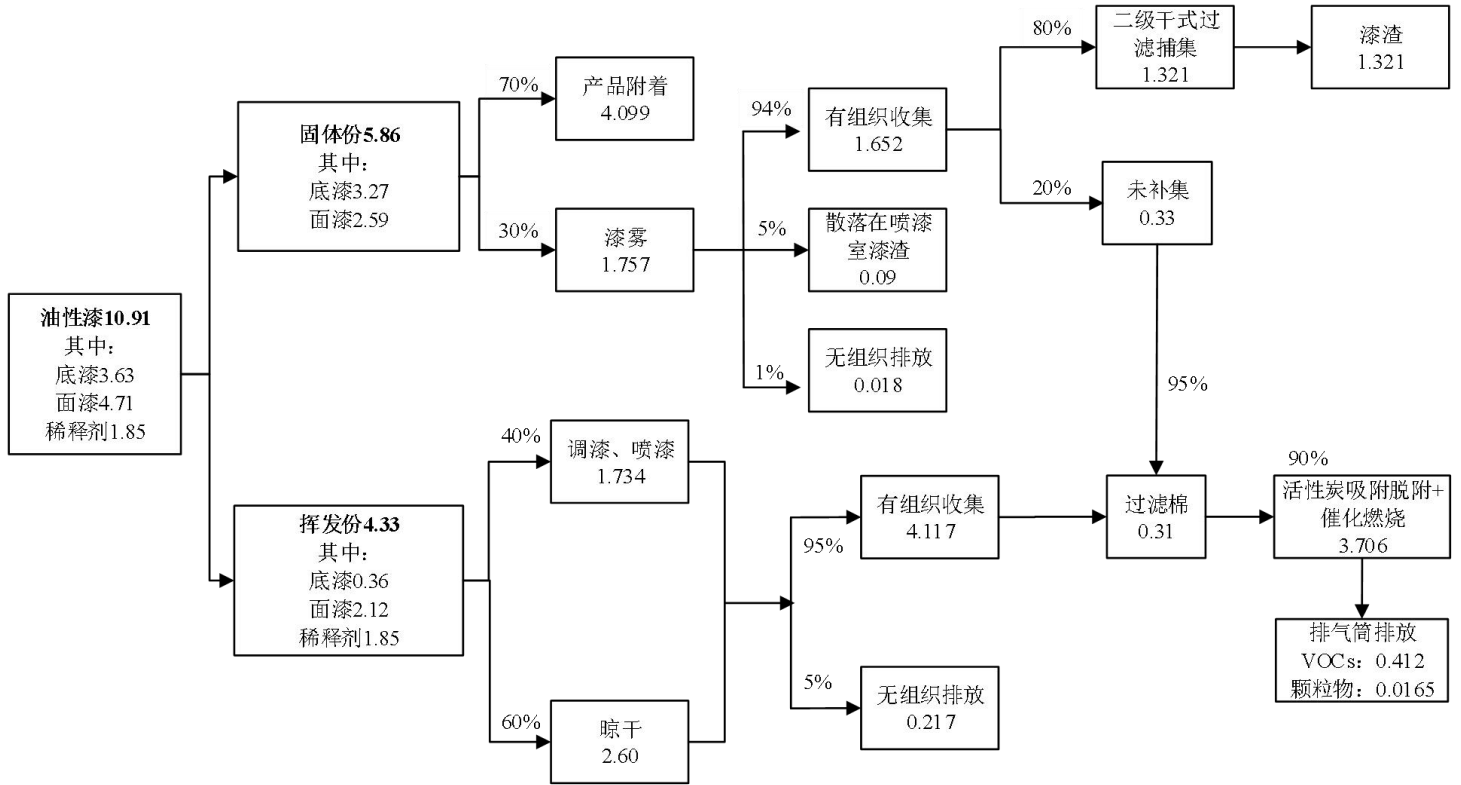 油性漆10.91
其中：
底漆3.63
面漆4.71
稀释剂1.85
固体份5.86
其中：
底漆3.27
面漆2.59
挥发份4.33
其中：
底漆0.36
面漆2.12
稀释剂1.85
70%
产品附着
4.099
30%
漆雾
1.757
94%
有组织收集
1.652
5%
散落在喷漆
室漆渣
0.09
1%
无组织排放
0.018
80%
二级干式过
滤捕集
1.321
漆渣
1.321
20%
未补集
0.33
95%
40%
调漆、喷漆
1.734
60%
晾干
2.60
95%
有组织收集
4.117
5%
无组织排放
0.217
过滤棉
0.31
90%
活性炭吸附脱附+
催化燃烧
3.706
排气筒排放
VOCs：0.412
颗粒物：0.0165